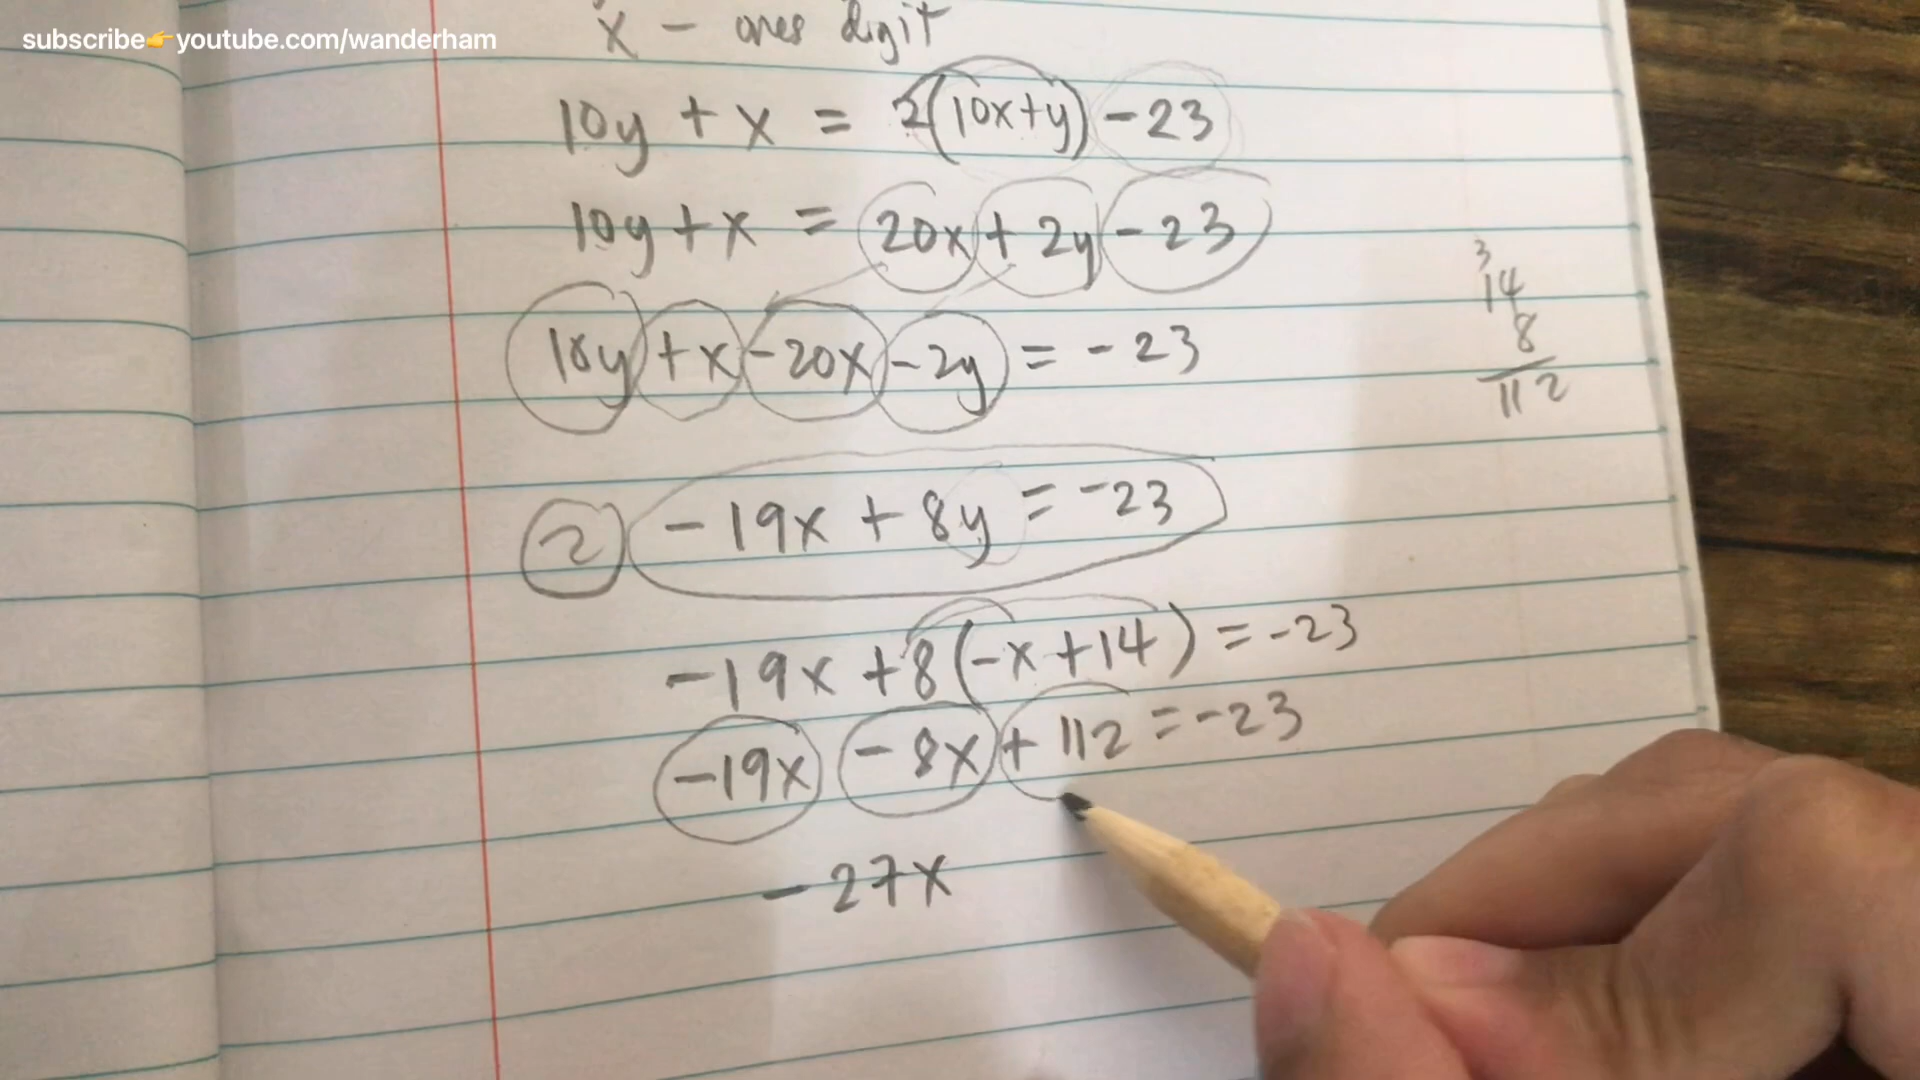 subscribe👉youtube.com/wanderham
x - ones digit
10y + x = 2(10x+y) -23
10y + x = 20x + 2y - 23
10y + x - 20x - 2y = - 23
3
14
8
112
2 - 19x + 8y = -23
-19x + 8(-x + 14) = -23
-19x - 8x + 112 = -23
- 27x